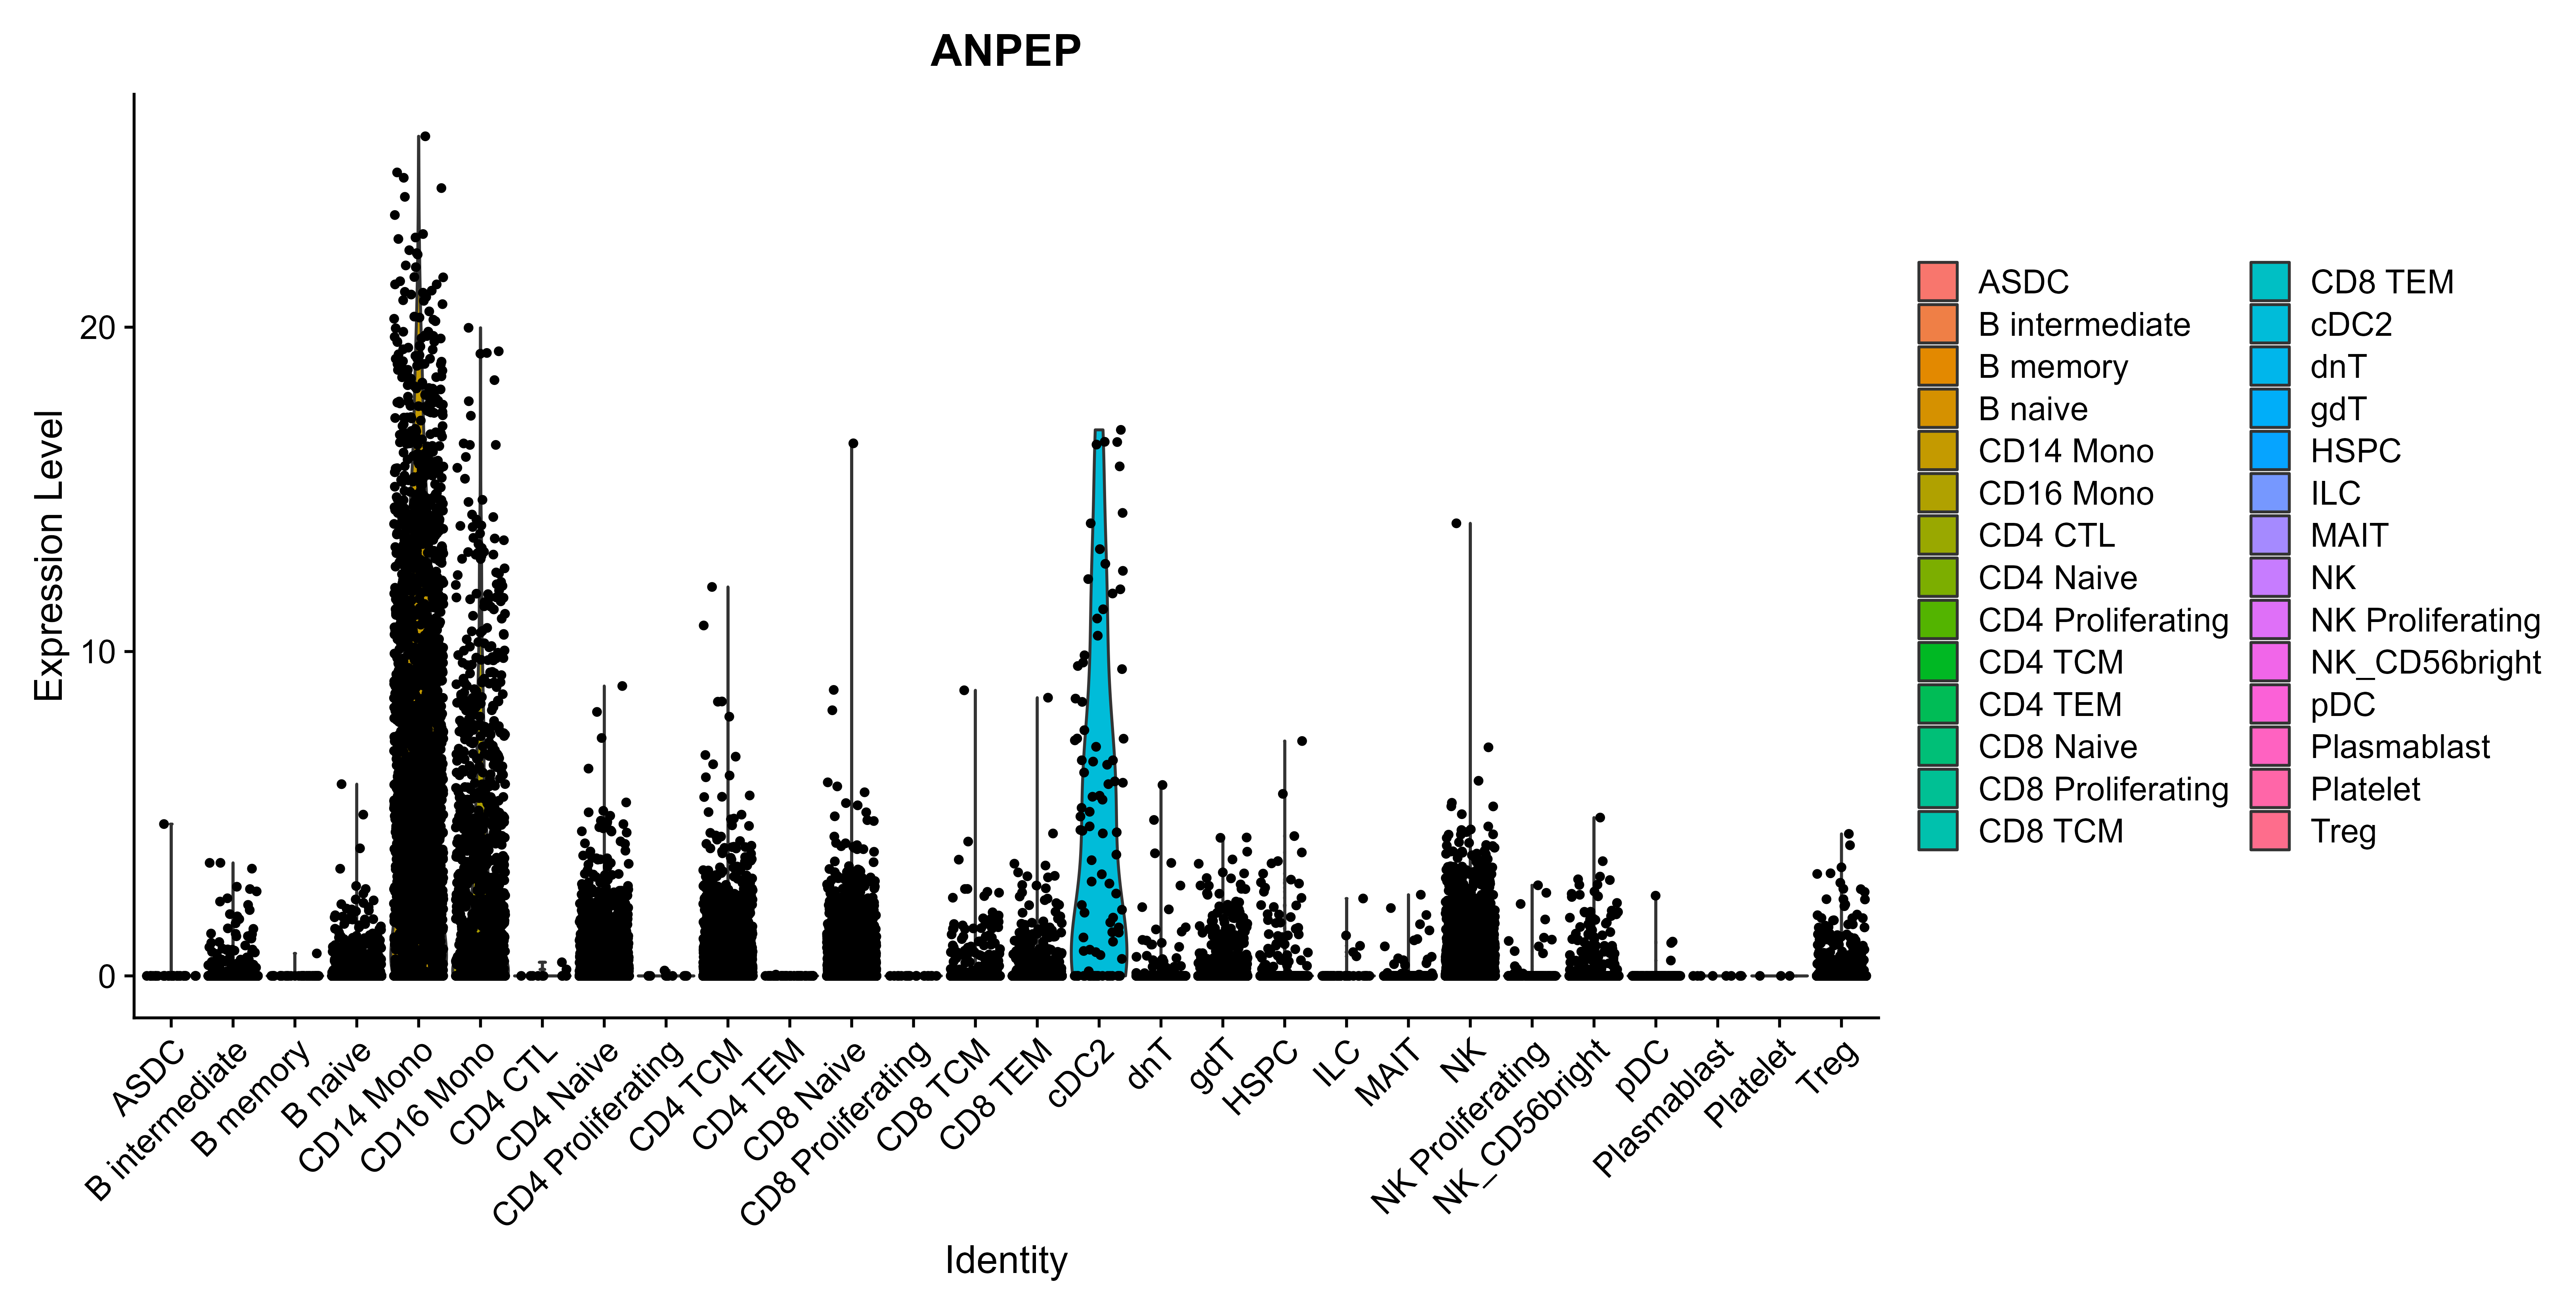 ANPEP
Expression Level
20
10
0
ASDC
B intermediate
B memory
B naive
CD14 Mono
CD16 Mono
CD4 CTL
CD4 Naive
CD4 Proliferating
CD4 TCM
CD4 TEM
CD8 Naive
CD8 Proliferating
CD8 TCM
CD8 TEM
cDC2
dnT
gdT
HSPC
ILC
MAIT
NK
NK Proliferating
NK_CD56bright
pDC
Plasmablast
Platelet
Treg
Identity
ASDC
B intermediate
B memory
B naive
CD14 Mono
CD16 Mono
CD4 CTL
CD4 Naive
CD4 Proliferating
CD4 TCM
CD4 TEM
CD8 Naive
CD8 Proliferating
CD8 TCM
CD8 TEM
cDC2
dnT
gdT
HSPC
ILC
MAIT
NK
NK Proliferating
NK_CD56bright
pDC
Plasmablast
Platelet
Treg